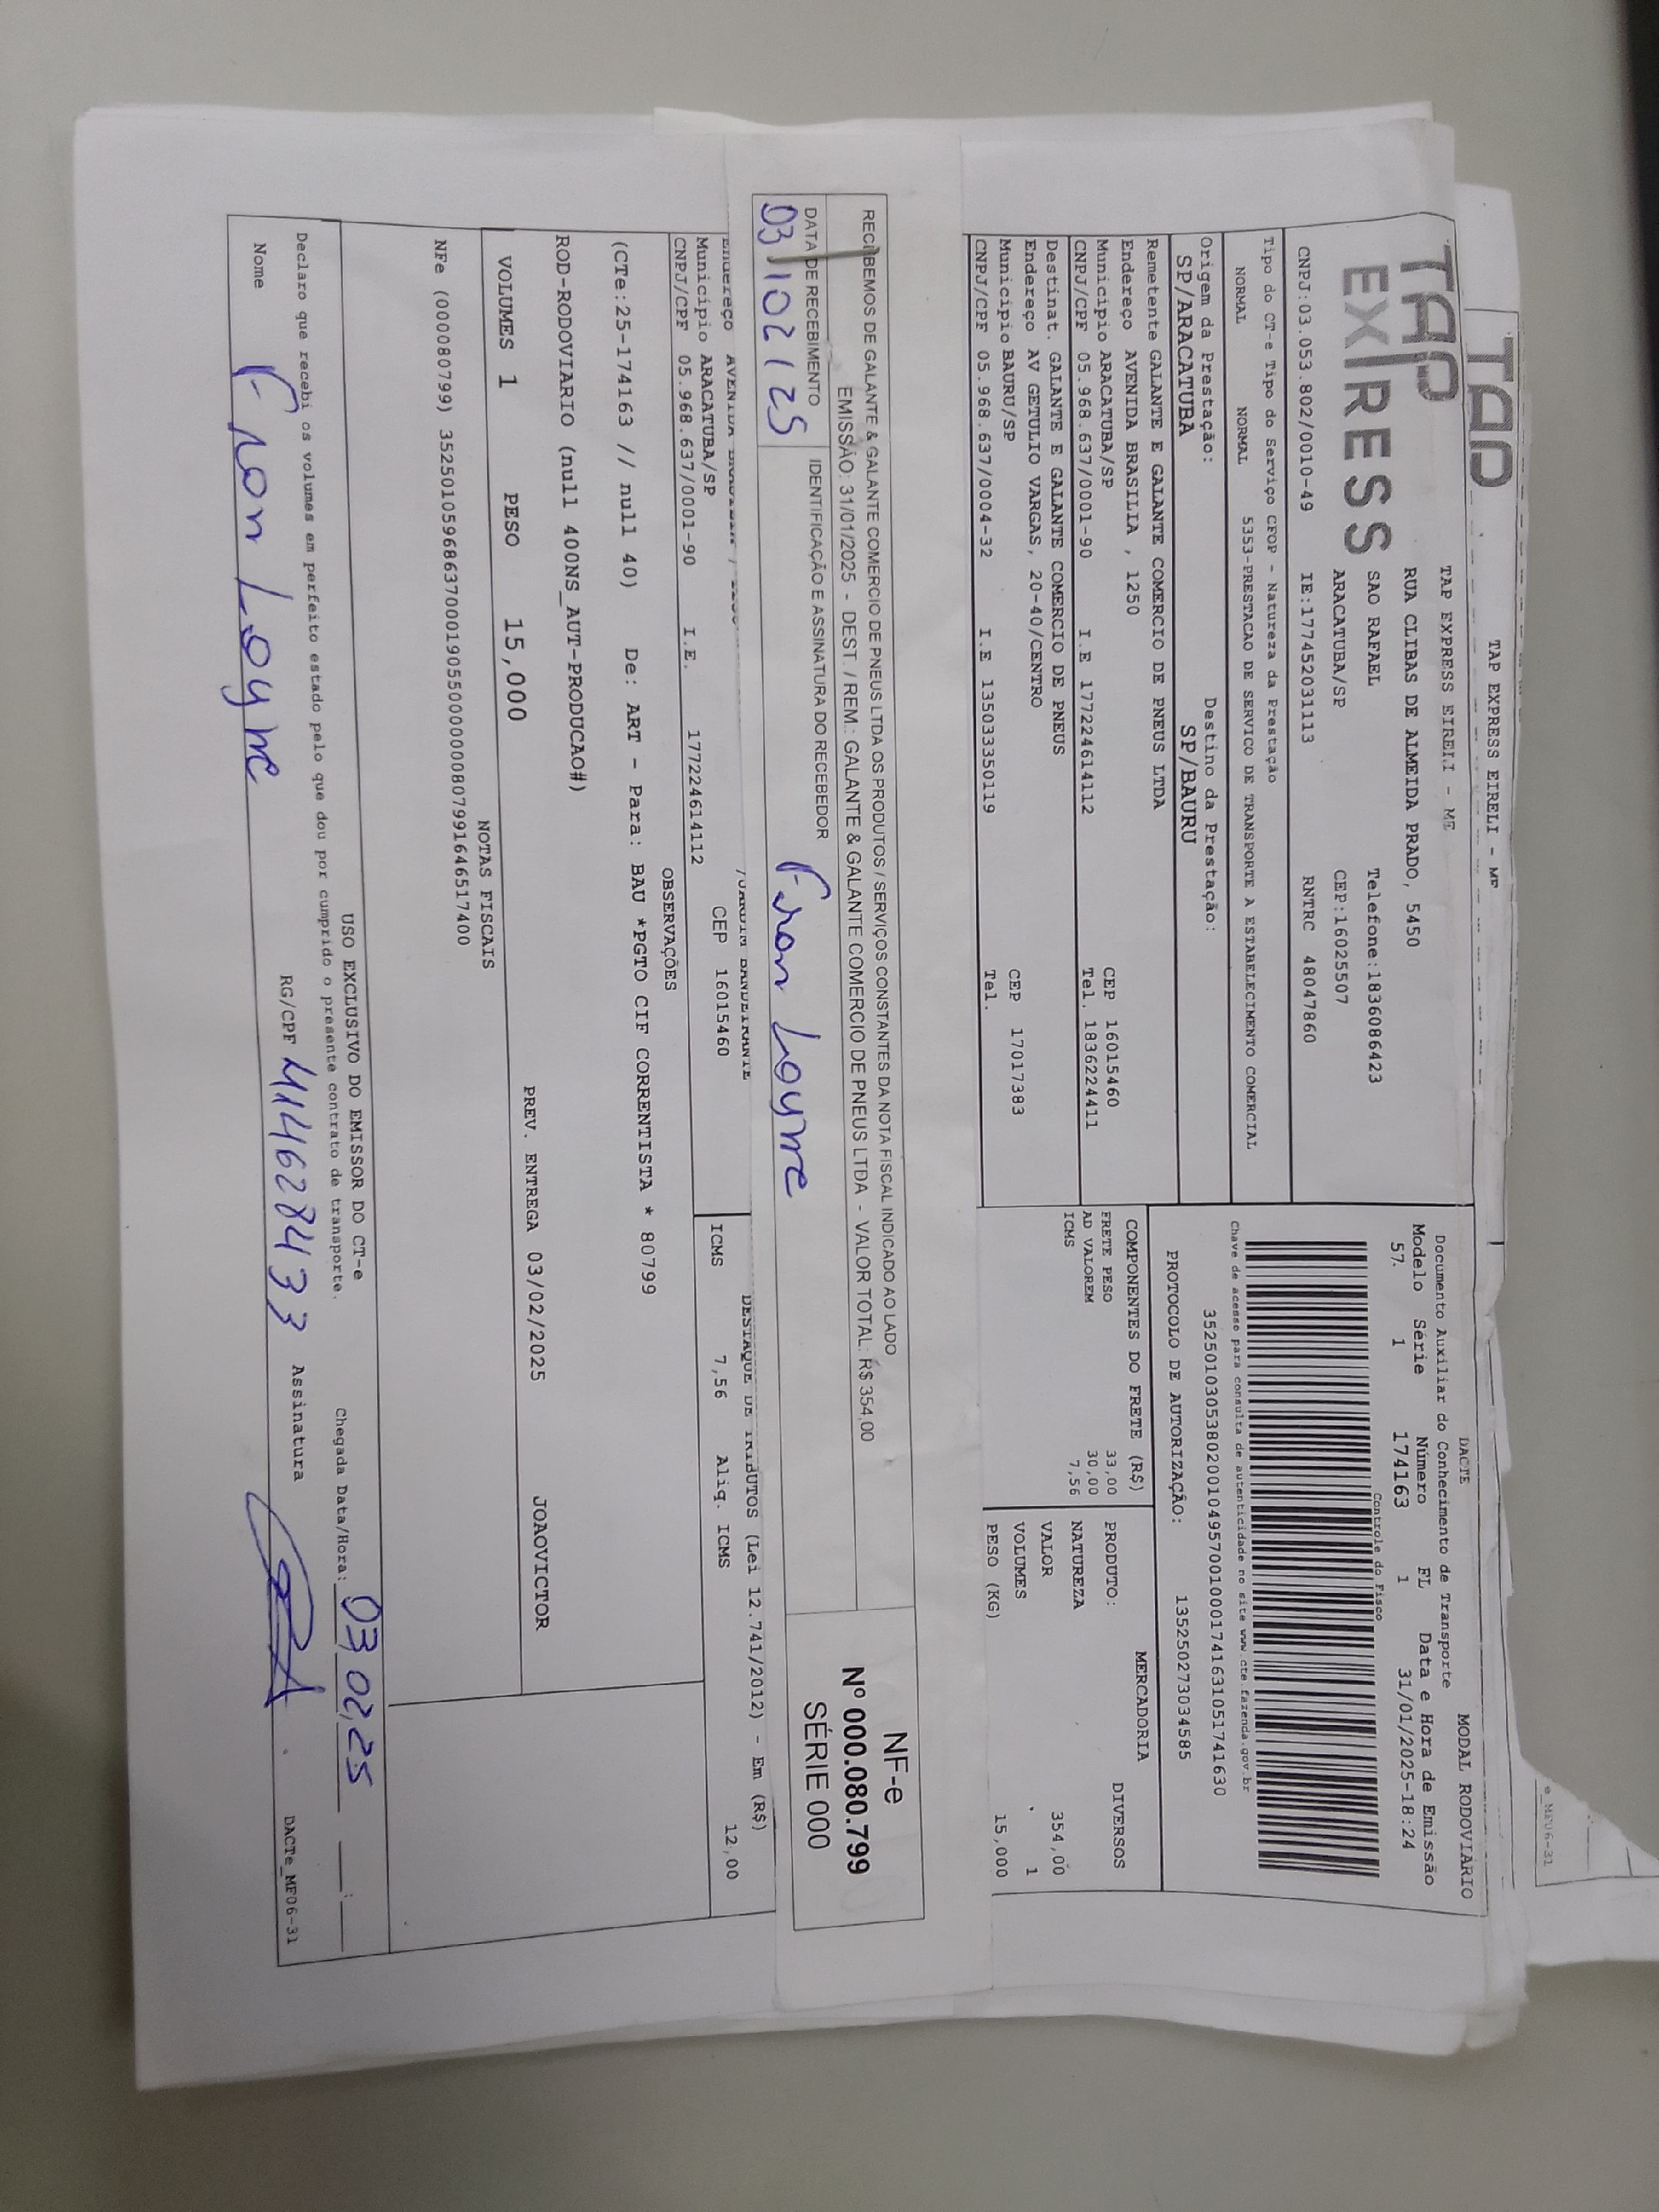 TAP TAP EXPRESS EIRELI - ME
TAP EXPRESS
TAP EXPRESS EIRELI - ME
RUA CLIBAS DE ALMEIDA PRADO, 5450
SAO RAFAEL Telefone:1836086423
ARACATUBA/SP CEP:16025507
CNPJ:03.053.802/0010-49 IE:177452031113 RNTRC 48047860
DACTE MODAL RODOVIÁRIO
Documento Auxiliar do Conhecimento de Transporte
Modelo Série Número FL Data e Hora de Emissão
57. 1 174163 1 31/01/2025-18:24
Controle do Fisco
Tipo do CT-e Tipo do Serviço CFOP - Natureza da Prestação
NORMAL NORMAL 5353-PRESTACAO DE SERVICO DE TRANSPORTE A ESTABELECIMENTO COMERCIAL
Chave de acesso para consulta de autenticidade no site www.cte.fazenda.gov.br
35250103053802001049570010001741631051741630
Origem da Prestação: Destino da Prestação:
SP/ARACATUBA SP/BAURU
PROTOCOLO DE AUTORIZAÇÃO: 135250273034585
Remetente GALANTE E GALANTE COMERCIO DE PNEUS LTDA
Endereço AVENIDA BRASILIA , 1250
Municipio ARACATUBA/SP CEP 16015460
CNPJ/CPF 05.968.637/0001-90 I.E 177224614112 Tel. 1836224411
Destinat. GALANTE E GALANTE COMERCIO DE PNEUS
Endereço AV GETULIO VARGAS, 20-40/CENTRO
Municipio BAURU/SP CEP 17017383
CNPJ/CPF 05.968.637/0004-32 I.E 135033350119 Tel.
COMPONENTES DO FRETE (R$)
FRETE PESO 33,00
AD VALOREM 30,00
ICMS 7,56
MERCADORIA
PRODUTO: DIVERSOS
NATUREZA
VALOR 354,00
VOLUMES 1
PESO (KG) 15,000
RECEBEMOS DE GALANTE & GALANTE COMERCIO DE PNEUS LTDA OS PRODUTOS / SERVIÇOS CONSTANTES DA NOTA FISCAL INDICADO AO LADO
EMISSÃO: 31/01/2025 - DEST. / REM.: GALANTE & GALANTE COMERCIO DE PNEUS LTDA - VALOR TOTAL: R$ 354,00
DATA DE RECEBIMENTO IDENTIFICAÇÃO E ASSINATURA DO RECEBEDOR
03/02/25
NF-e
Nº 000.080.799
SÉRIE 000
Endereço AVENIDA /JARDIM BANDEIRANTE
Municipio ARACATUBA/SP CEP 16015460
CNPJ/CPF 05.968.637/0001-90 I.E. 177224614112
DESTAQUE DE TRIBUTOS (Lei 12.741/2012) - Em (R$)
ICMS 7,56 Aliq. ICMS 12,00
OBSERVAÇÕES
(CTe:25-174163 // null 40) De: ART - Para: BAU *PGTO CIF CORRENTISTA * 80799
ROD-RODOVIARIO (null 400NS_AUT-PRODUCAO#)
VOLUMES 1 PESO 15,000 PREV. ENTREGA 03/02/2025 JOAOVICTOR
NOTAS FISCAIS
NFe (000080799) 35250105968637000190550000000807991646517400
USO EXCLUSIVO DO EMISSOR DO CT-e
Declaro que recebi os volumes em perfeito estado pelo que dou por cumprido o presente contrato de transporte.
Chegada Data/Hora: 03 02 25 __:__
Nome RG/CPF Assinatura
DACTe_MF06-31